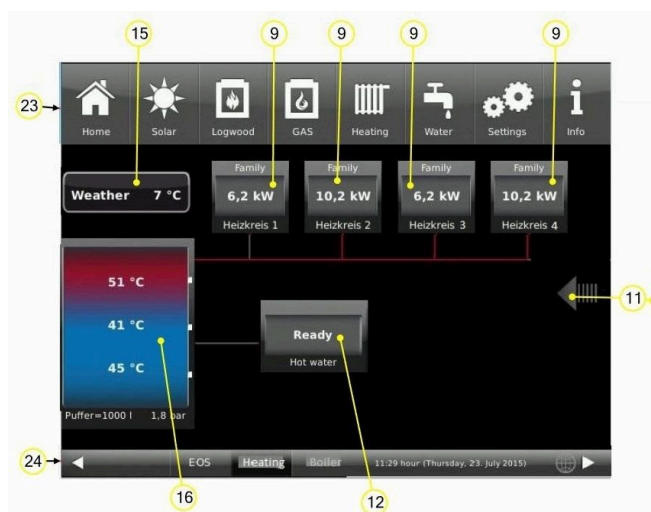 15 9 9 9 9
23
Home Solar Logwood GAS Heating Water Settings Info
Family Family Family Family
Weather 7 °C 6,2 kW 10,2 kW 6,2 kW 10,2 kW
Heizkreis 1 Heizkreis 2 Heizkreis 3 Heizkreis 4
51 °C
11
41 °C
Ready
45 °C
Hot water
Puffer=1000 l 1,8 bar
24
EOS Heating Boiler 11:29 hour (Thursday, 23. July 2015)
16 12